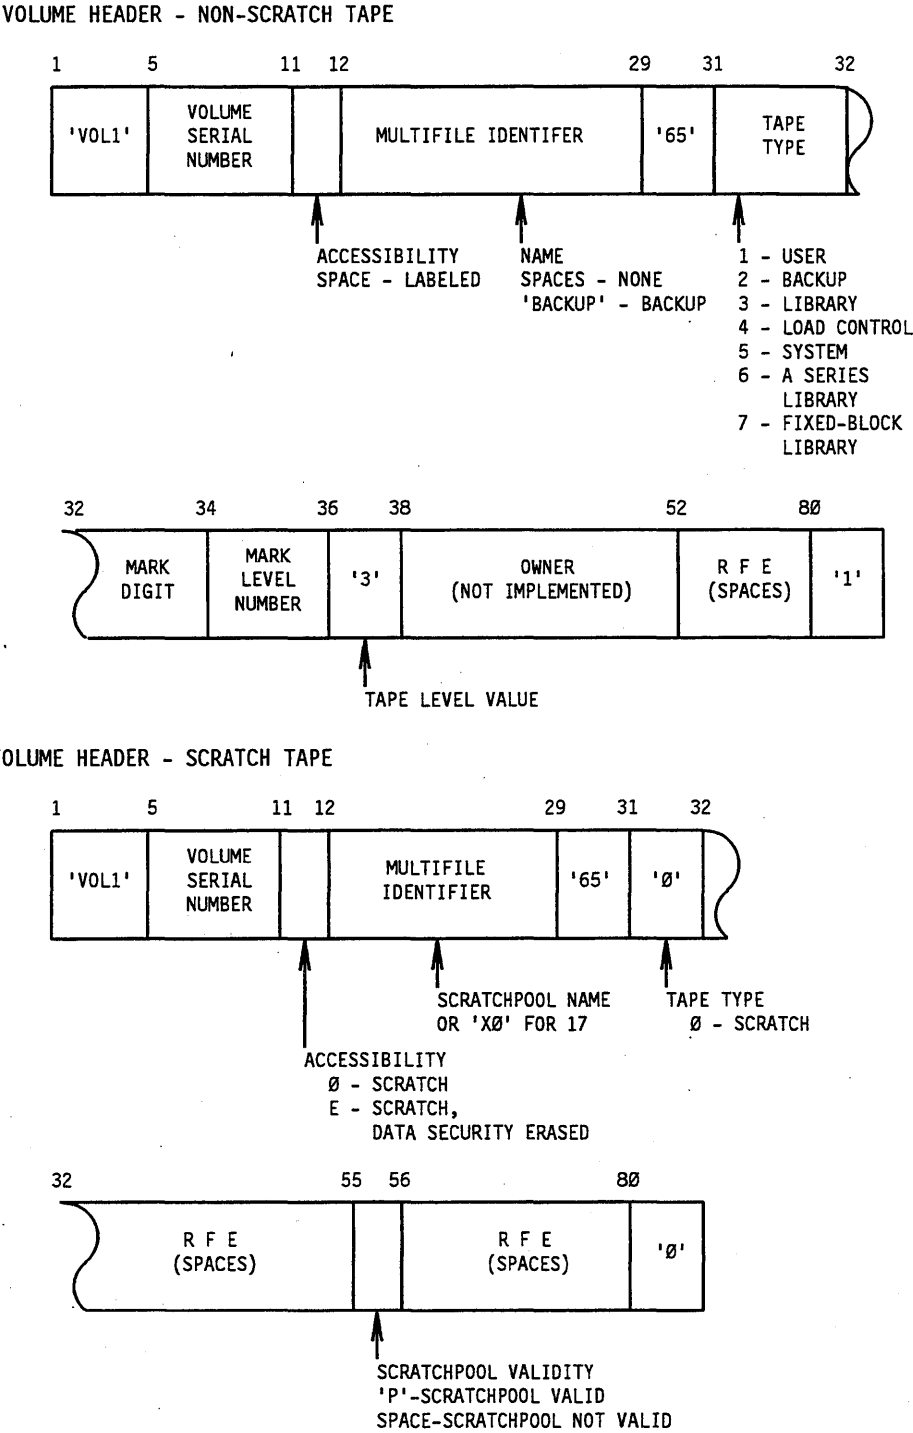 VOLUME HEADER - NON-SCRATCH TAPE
1 5 11 12 29 31 32
'VOL1'
VOLUME
SERIAL
NUMBER
MULTIFILE IDENTIFER
'65'
TAPE
TYPE
ACCESSIBILITY
SPACE - LABELED
NAME
SPACES - NONE
'BACKUP' - BACKUP
1 - USER
2 - BACKUP
3 - LIBRARY
4 - LOAD CONTROL
5 - SYSTEM
6 - A SERIES
LIBRARY
7 - FIXED-BLOCK
LIBRARY
32 34 36 38 52 80
MARK
DIGIT
MARK
LEVEL
NUMBER
'3'
OWNER
(NOT IMPLEMENTED)
R F E
(SPACES)
'1'
TAPE LEVEL VALUE
OLUME HEADER - SCRATCH TAPE
1 5 11 12 29 31 32
'VOL1'
VOLUME
SERIAL
NUMBER
MULTIFILE
IDENTIFIER
'65'
'Ø'
SCRATCHPOOL NAME
OR 'XØ' FOR 17
TAPE TYPE
Ø - SCRATCH
ACCESSIBILITY
Ø - SCRATCH
E - SCRATCH,
DATA SECURITY ERASED
32 55 56 8Ø
R F E
(SPACES)
R F E
(SPACES)
'Ø'
SCRATCHPOOL VALIDITY
'P'-SCRATCHPOOL VALID
SPACE-SCRATCHPOOL NOT VALID